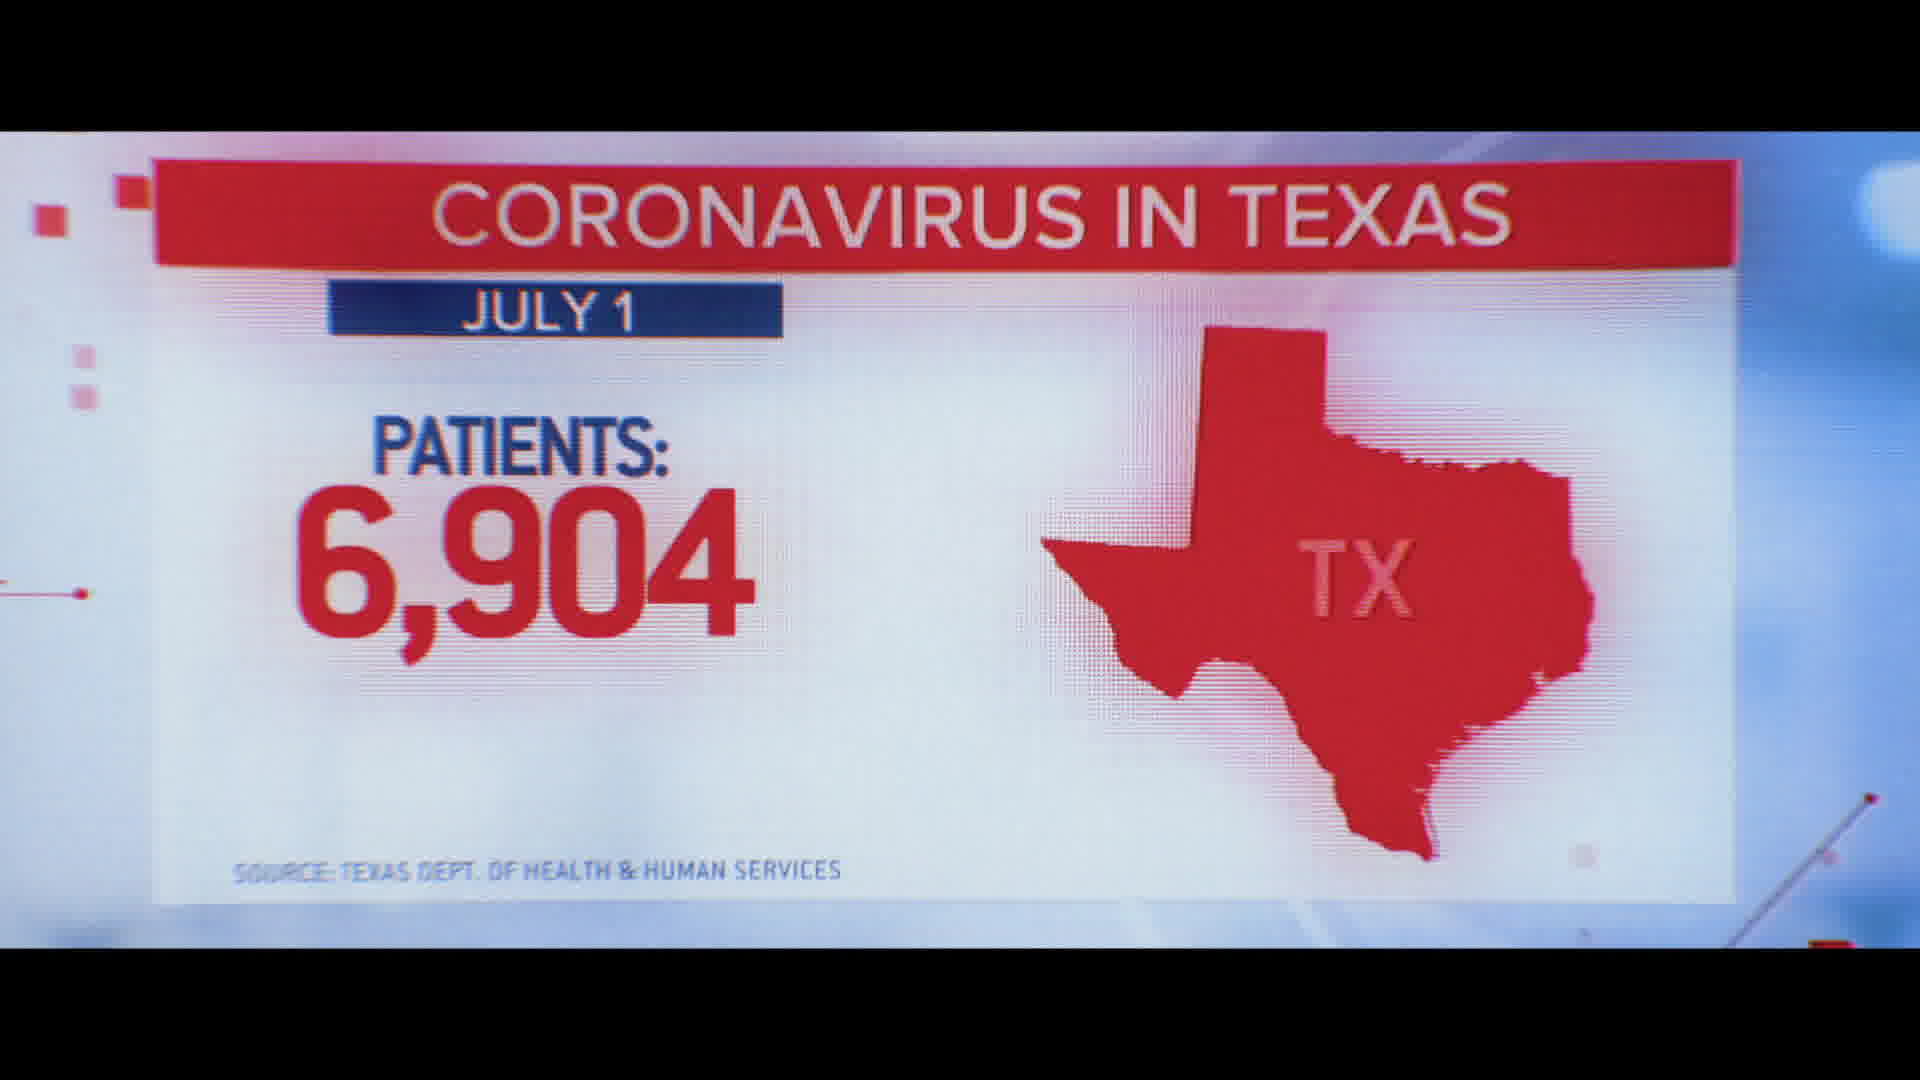 CORONAVIRUS IN TEXAS
JULY 1
PATIENTS:
6,904
TX
SOURCE: TEXAS DEPT. OF HEALTH & HUMAN SERVICES